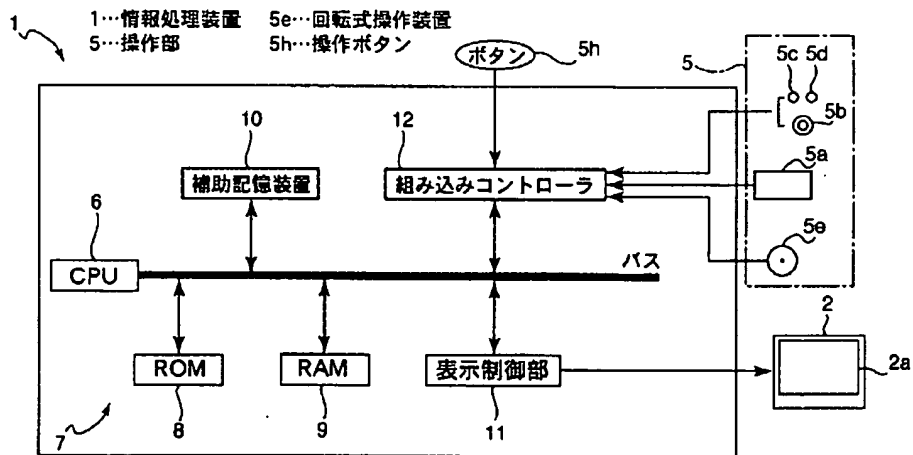 1…情報処理装置 5e…回転式操作装置
5…操作部 5h…操作ボタン
1
ボタン
5h
5
5c 5d
5b
10
12
5a
補助記憶装置
組み込みコントローラ
6
5e
CPU
バス
2
ROM
RAM
表示制御部
2a
7
8
9
11